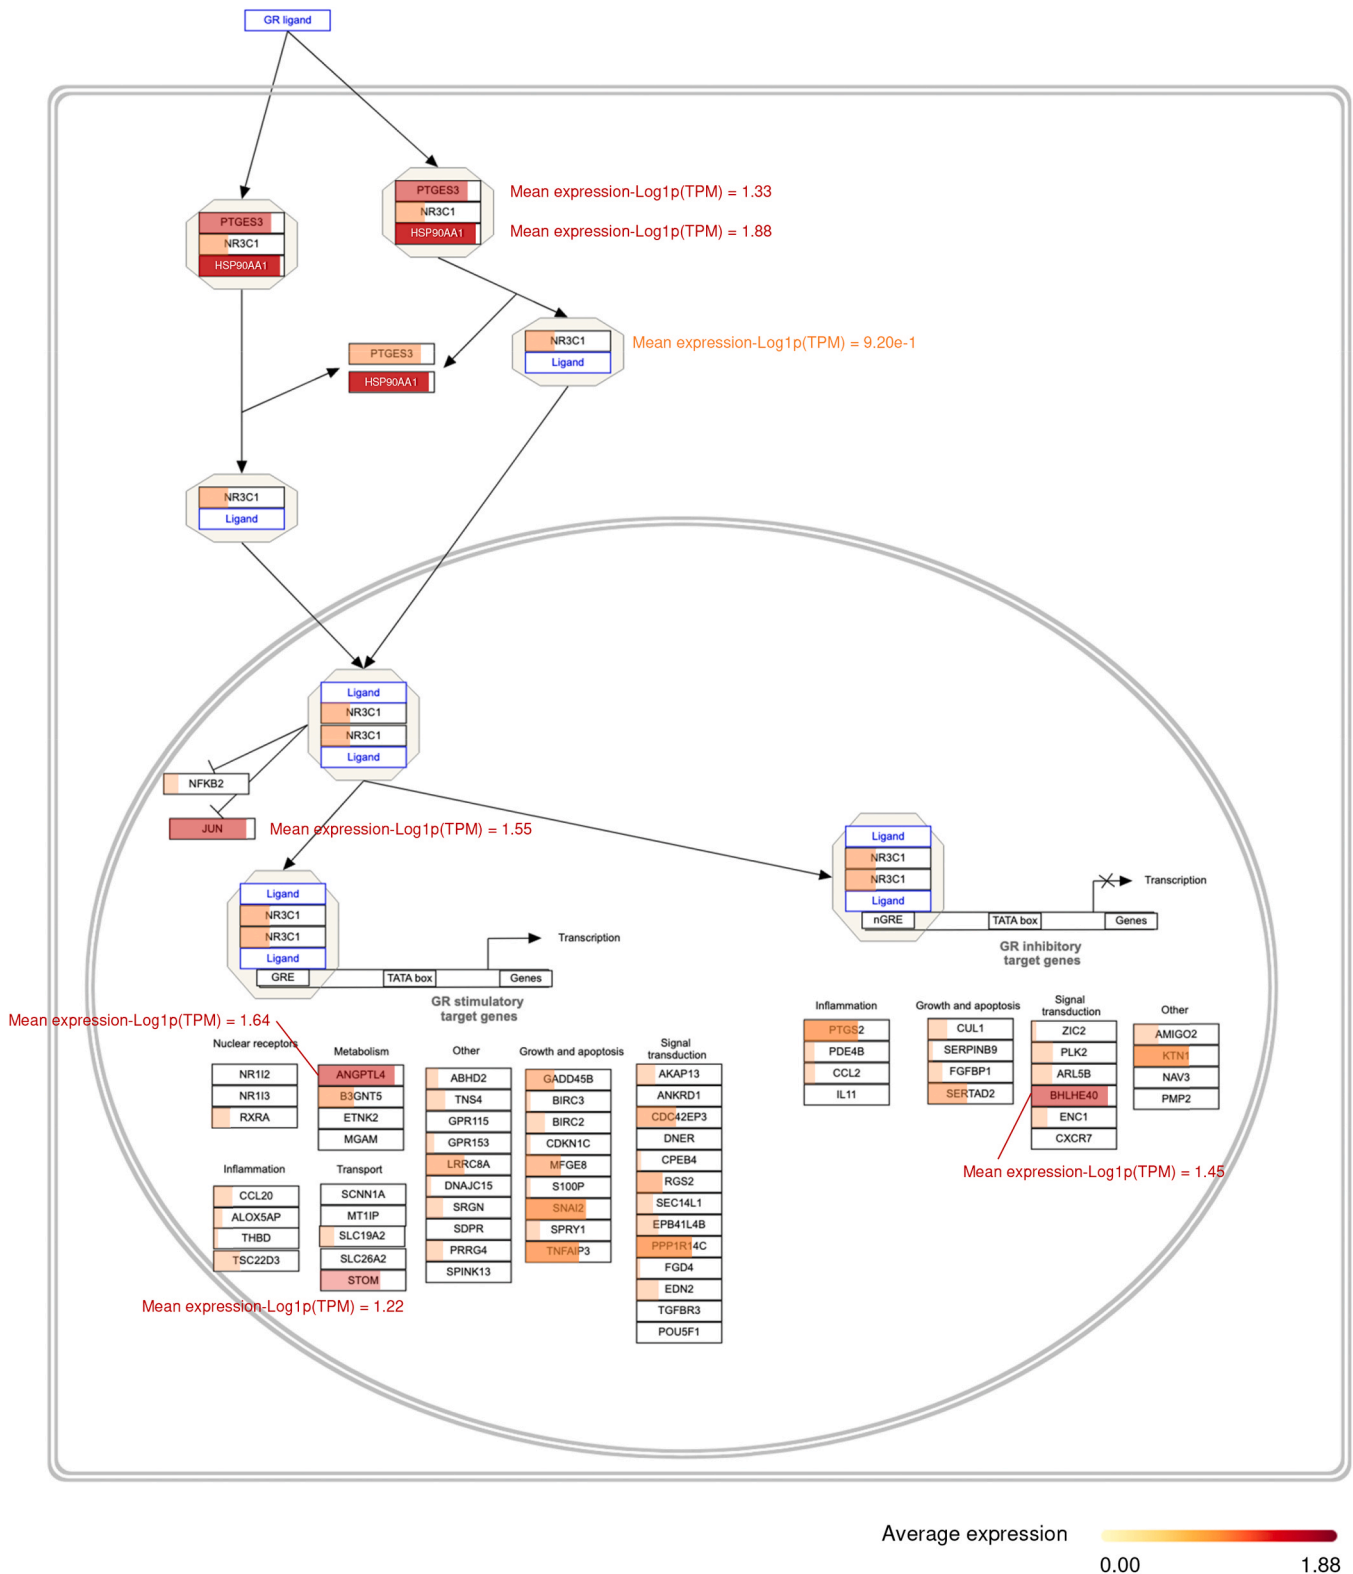 GR ligand
PTGES3
NR3C1
HSP90AA1
Mean expression-Log1p(TPM) = 1.33
Mean expression-Log1p(TPM) = 1.88
PTGES3
NR3C1
HSP90AA1
NR3C1
Ligand
Mean expression-Log1p(TPM) = 9.20e-1
PTGES3
HSP90AA1
NR3C1
Ligand
Ligand
NR3C1
NR3C1
Ligand
NFKB2
JUN
Mean expression-Log1p(TPM) = 1.55
Ligand
NR3C1
NR3C1
Ligand
nGRE
TATA box
Genes
Transcription
GR inhibitory
target genes
Ligand
NR3C1
NR3C1
Ligand
GRE
TATA box
Genes
Transcription
GR stimulatory
target genes
Mean expression-Log1p(TPM) = 1.64
Nuclear receptors
NR1I2
NR1I3
RXRA
Metabolism
ANGPTL4
B3GNT5
ETNK2
MGAM
Inflammation
CCL20
ALOX5AP
THBD
TSC22D3
Transport
SCNN1A
MT1IP
SLC19A2
SLC26A2
STOM
Mean expression-Log1p(TPM) = 1.22
Other
ABHD2
TNS4
GPR115
GPR153
LRRC8A
DNAJC15
SRGN
SDPR
PRRG4
SPINK13
Growth and apoptosis
GADD45B
BIRC3
BIRC2
CDKN1C
MFGE8
S100P
SNAI2
SPRY1
TNFAIP3
Signal
transduction
AKAP13
ANKRD1
CDC42EP3
DNER
CPEB4
RGS2
SEC14L1
EPB41L4B
PPP1R14C
FGD4
EDN2
TGFBR3
POU5F1
Inflammation
PTGS2
PDE4B
CCL2
IL11
Growth and apoptosis
CUL1
SERPINB9
FGFBP1
SERTAD2
Signal
transduction
ZIC2
PLK2
ARL5B
BHLHE40
ENC1
CXCR7
Other
AMIGO2
KTN1
NAV3
PMP2
Mean expression-Log1p(TPM) = 1.45
Average expression
0.00
1.88